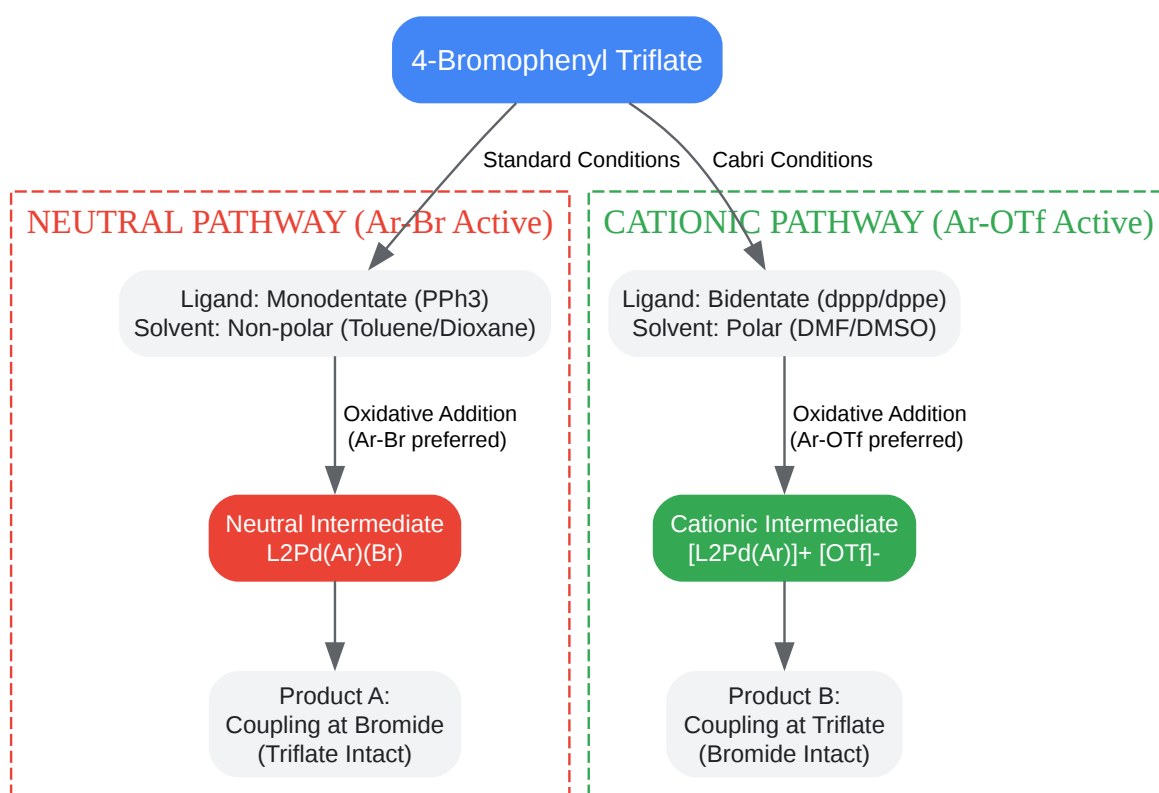 4-Bromophenyl Triflate
Standard Conditions
Cabri Conditions
NEUTRAL PATHWAY (Ar-Br Active)
Ligand: Monodentate (PPh3)
Solvent: Non-polar (Toluene/Dioxane)
Oxidative Addition
(Ar-Br preferred)
Neutral Intermediate
L2Pd(Ar)(Br)
Product A:
Coupling at Bromide
(Triflate Intact)
CATIONIC PATHWAY (Ar-OTf Active)
Ligand: Bidentate (dppp/dppe)
Solvent: Polar (DMF/DMSO)
Oxidative Addition
(Ar-OTf preferred)
Cationic Intermediate
[L2Pd(Ar)]+ [OTf]-
Product B:
Coupling at Triflate
(Bromide Intact)